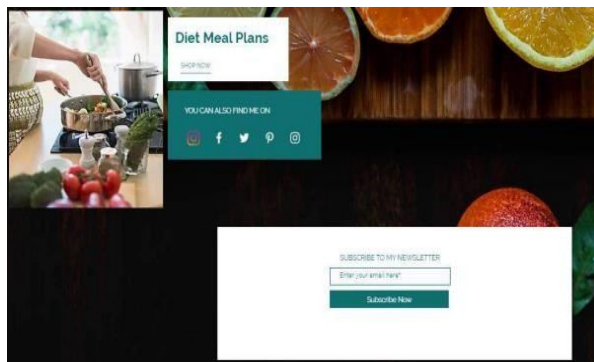 Diet Meal Plans
SHOP NOW
YOU CAN ALSO FIND ME ON
SUBSCRIBE TO MY NEWSLETTER
Enter your email here*
Subscribe Now